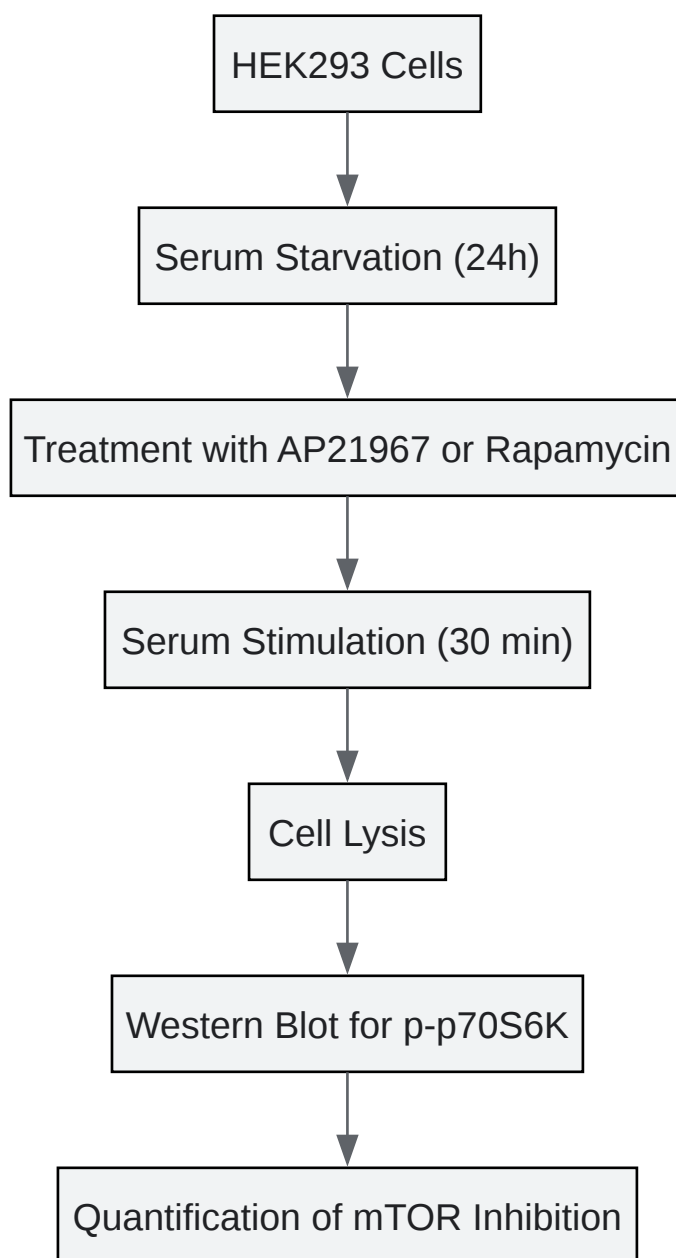 HEK293 Cells
Serum Starvation (24h)
Treatment with AP21967 or Rapamycin
Serum Stimulation (30 min)
Cell Lysis
Western Blot for p-p70S6K
Quantification of mTOR Inhibition